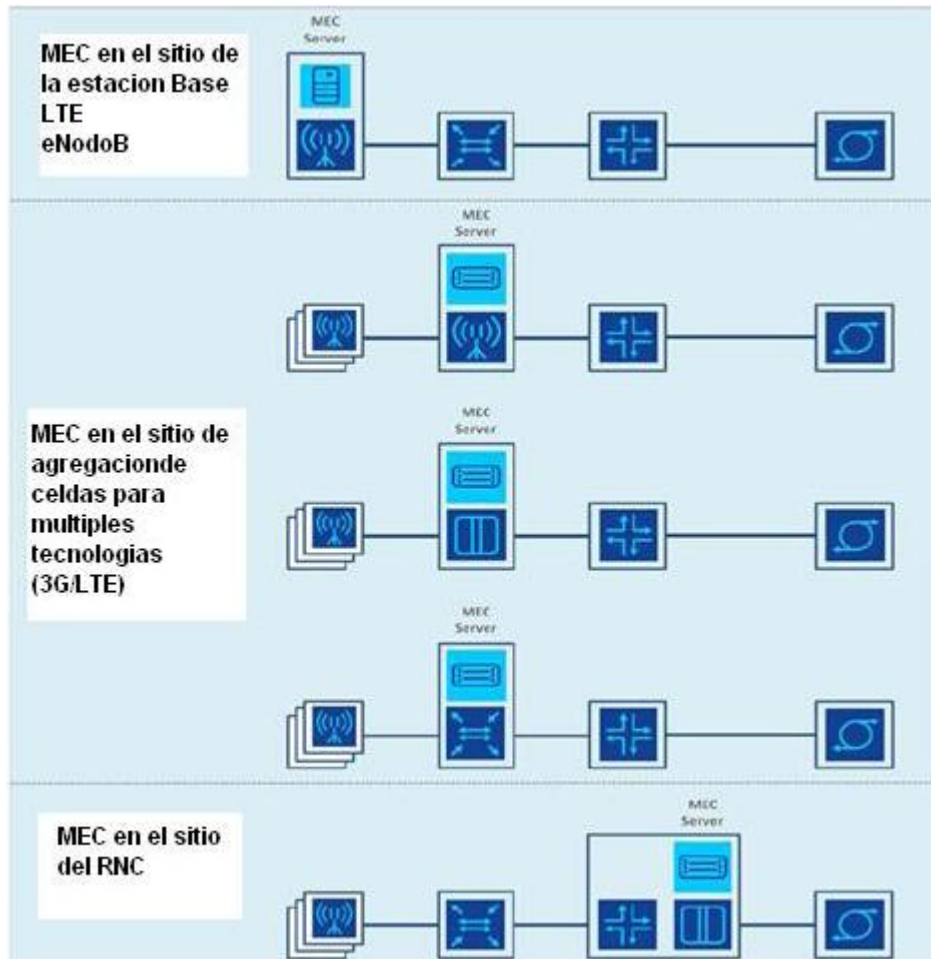 MEC
Server
MEC en el sitio de
la estacion Base
LTE
eNodoB
MEC
Server
MEC
Server
MEC en el sitio de
agregacionde
celdas para
multiples
tecnologias
(3G/LTE)
MEC
Server
MEC
Server
MEC en el sitio
del RNC